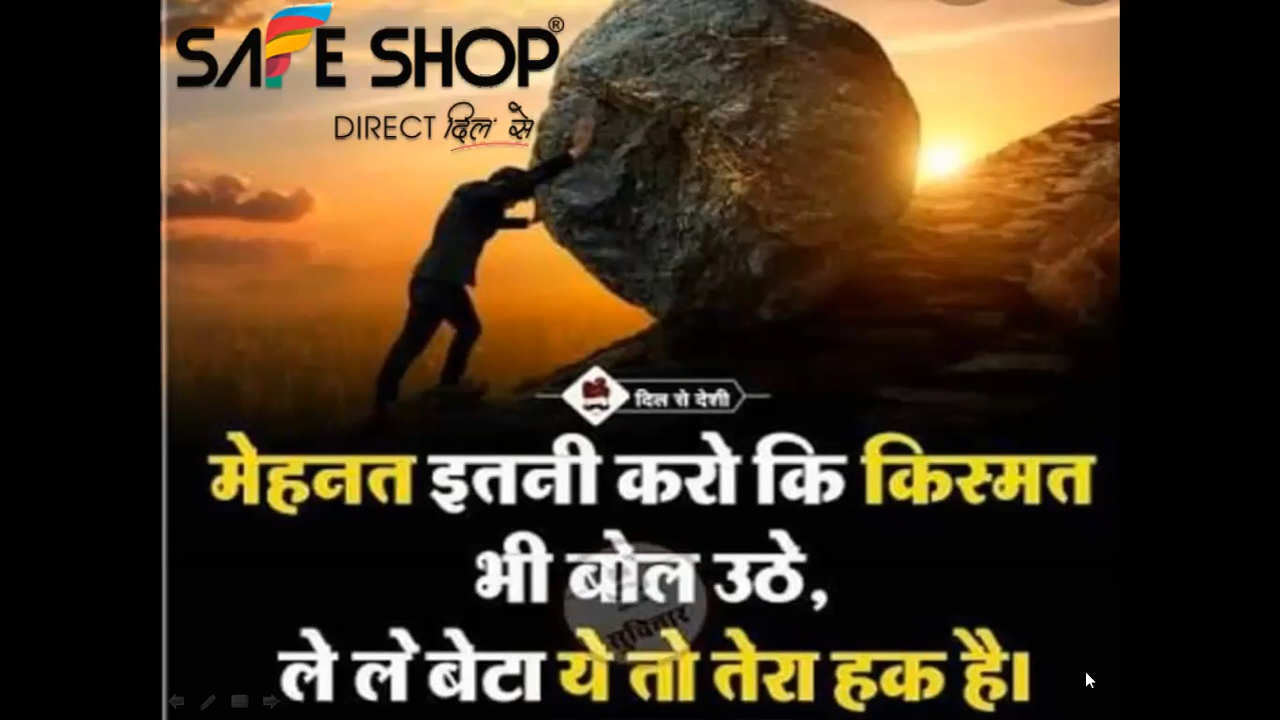 SAFE SHOP®
DIRECT दिल से
दिल से देशी
मेहनत इतनी करो कि किस्मत
भी बोल उठे,
ले ले बेटा ये तो तेरा हक है।
सुविचार